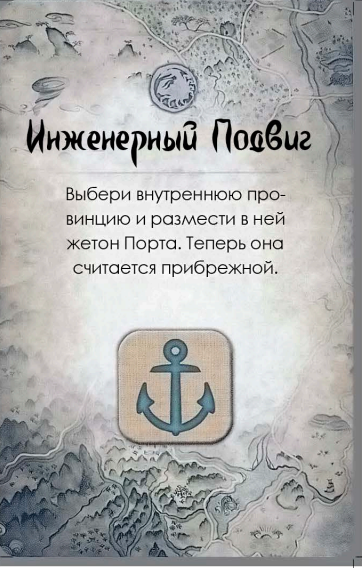 Инженерный Подвиг
Выбери внутреннюю про-
винцию и размести в ней
жетон Порта. Теперь она
считается прибрежной.